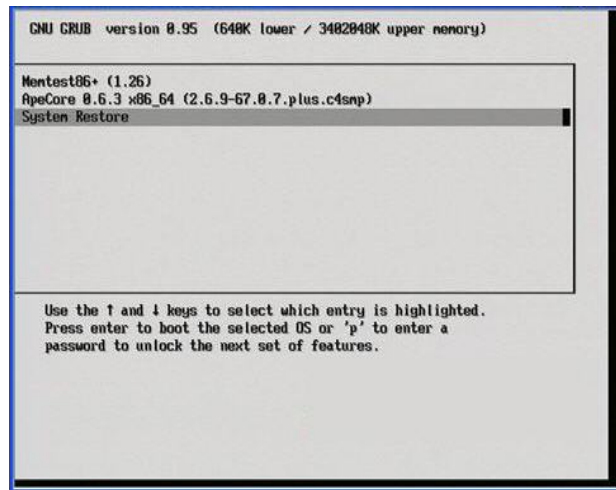 GNU GRUB version 0.95 (640K lower / 3402048K upper memory)
Memtest86+ (1.26)
ApeCore 0.6.3 x86_64 (2.6.9-67.0.7.plus.c4smp)
System Restore
Use the ↑ and ↓ keys to select which entry is highlighted.
Press enter to boot the selected OS or 'p' to enter a
password to unlock the next set of features.